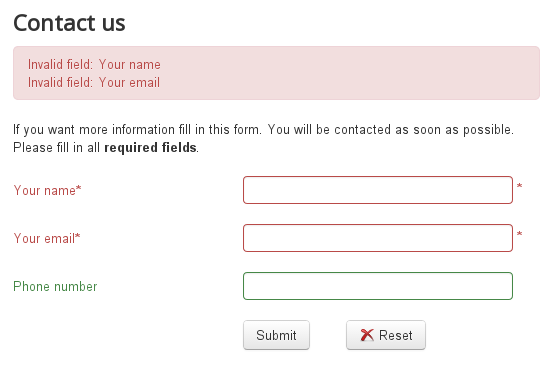 Contact us
Invalid field: Your name
Invalid field: Your email
If you want more information fill in this form. You will be contacted as soon as possible.
Please fill in all required fields.
Your name* *
Your email* *
Phone number
Submit Reset